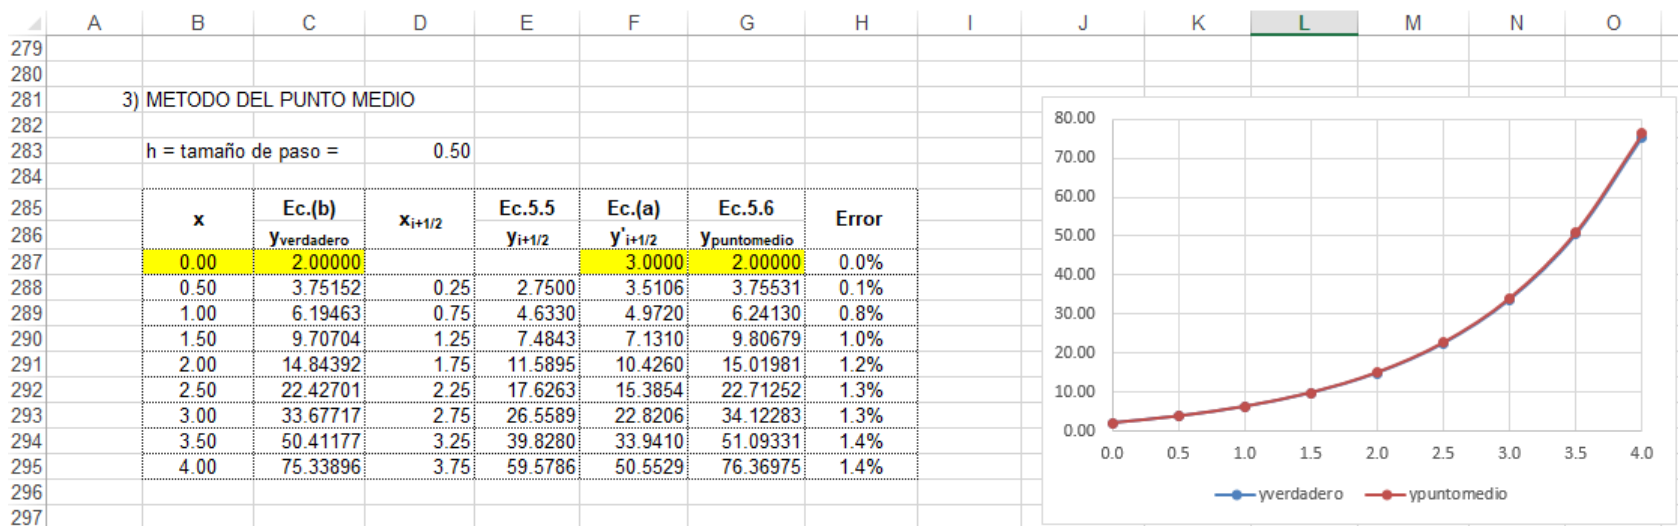 A B C D E F G H I J K L M N O
279
280
281 3) METODO DEL PUNTO MEDIO
282
283 h = tamaño de paso = 0.50
284
285 x Ec.(b) xi+1/2 Ec.5.5 Ec.(a) Ec.5.6 Error
286 yverdadero yi+1/2 y'i+1/2 ypuntomedio
287 0.00 2.00000 3.0000 2.00000 0.0%
288 0.50 3.75152 0.25 2.7500 3.5106 3.75531 0.1%
289 1.00 6.19463 0.75 4.6330 4.9720 6.24130 0.8%
290 1.50 9.70704 1.25 7.4843 7.1310 9.80679 1.0%
291 2.00 14.84392 1.75 11.5895 10.4260 15.01981 1.2%
292 2.50 22.42701 2.25 17.6263 15.3854 22.71252 1.3%
293 3.00 33.67717 2.75 26.5589 22.8206 34.12283 1.3%
294 3.50 50.41177 3.25 39.8280 33.9410 51.09331 1.4%
295 4.00 75.33896 3.75 59.5786 50.5529 76.36975 1.4%
296
297
80.00
70.00
60.00
50.00
40.00
30.00
20.00
10.00
0.00
0.0 0.5 1.0 1.5 2.0 2.5 3.0 3.5 4.0
yverdadero ypuntomedio